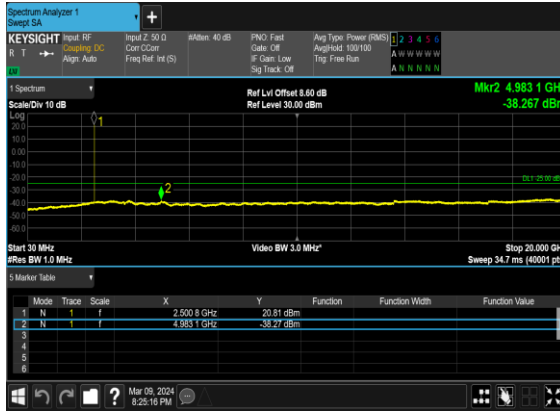 Spectrum Analyzer 1
Swept SA
+
KEYSIGHT Input: RF Input Z: 50 Ω #Atten: 40 dB PNO: Fast Avg Type: Power (RMS) 1 2 3 4 5 6
R T Coupling: DC Corr CCorr Gate: Off Avg|Hold: 100/100 A W W W W W
Align: Auto Freq Ref: Int (S) IF Gain: Low Trig: Free Run
LU Sig Track: Off A N N N N N
1 Spectrum Ref Lvl Offset 8.60 dB Mkr2 4.983 1 GH
Scale/Div 10 dB Ref Level 30.00 dBm -38.267 dBr
Log
20.0
10.0
0.00
-10.0
-20.0
-30.0
-40.0
-50.0
-60.0
1
2
DL1 -25.00 dB
Start 30 MHz Video BW 3.0 MHz* Stop 20.000 GH
#Res BW 1.0 MHz Sweep 34.7 ms (40001 pts
5 Marker Table
Mode Trace Scale X Y Function Function Width Function Value
1 N 1 f 2.500 8 GHz 20.81 dBm
2 N 1 f 4.983 1 GHz -38.27 dBm
3
4
5
6
? Mar 09, 2024
8:25:16 PM